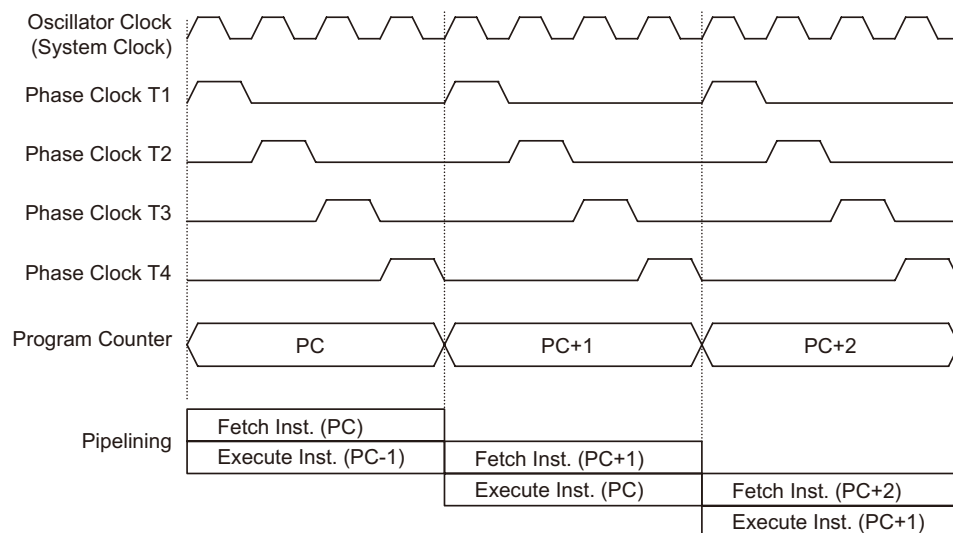 Oscillator Clock
(System Clock)
Phase Clock T1
Phase Clock T2
Phase Clock T3
Phase Clock T4
Program Counter
PC
PC+1
PC+2
Pipelining
Fetch Inst. (PC)
Execute Inst. (PC-1)
Fetch Inst. (PC+1)
Execute Inst. (PC)
Fetch Inst. (PC+2)
Execute Inst. (PC+1)